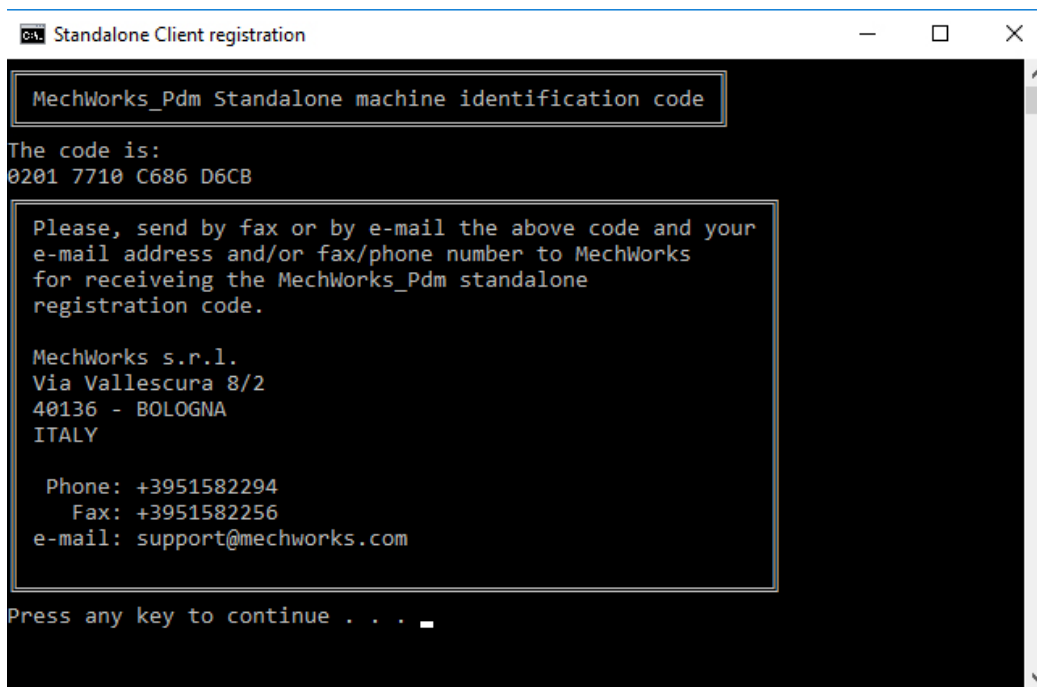 Standalone Client registration
MechWorks_Pdm Standalone machine identification code
The code is:
0201 7710 C686 D6CB
Please, send by fax or by e-mail the above code and your
e-mail address and/or fax/phone number to MechWorks
for receiveing the MechWorks_Pdm standalone
registration code.
MechWorks s.r.l.
Via Vallescura 8/2
40136 - BOLOGNA
ITALY
Phone: +3951582294
Fax: +3951582256
e-mail: support@mechworks.com
Press any key to continue . . .